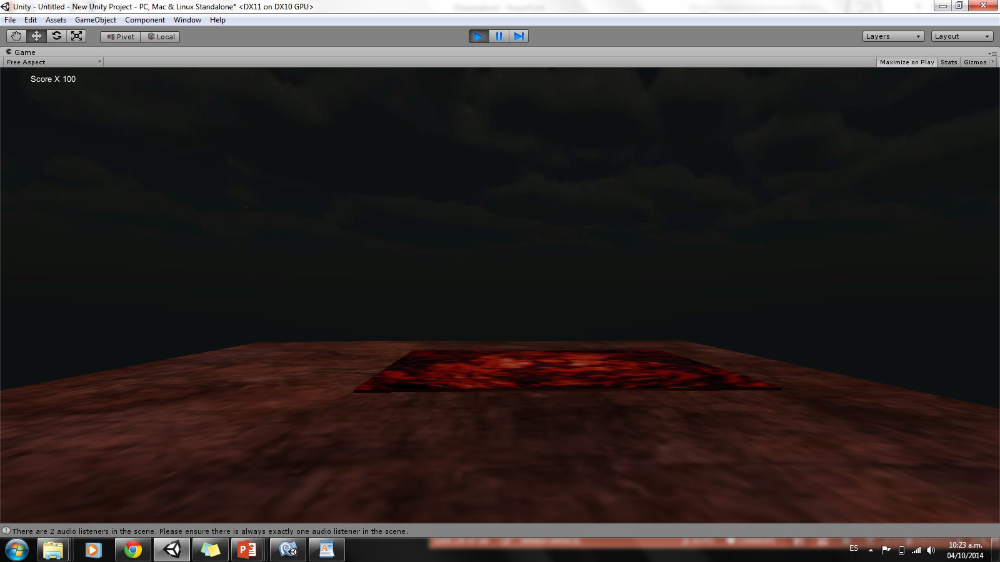 Unity - Untitled - New Unity Project - PC, Mac & Linux Standalone* <DX11 on DX10 GPU>
File Edit Assets GameObject Component Window Help
Pivot Local Layers Layout
Game
Free Aspect Maximize on Play Stats Gizmos
Score X 100
There are 2 audio listeners in the scene. Please ensure there is always exactly one audio listener in the scene.
ES
10:23 a.m.
04/10/2014